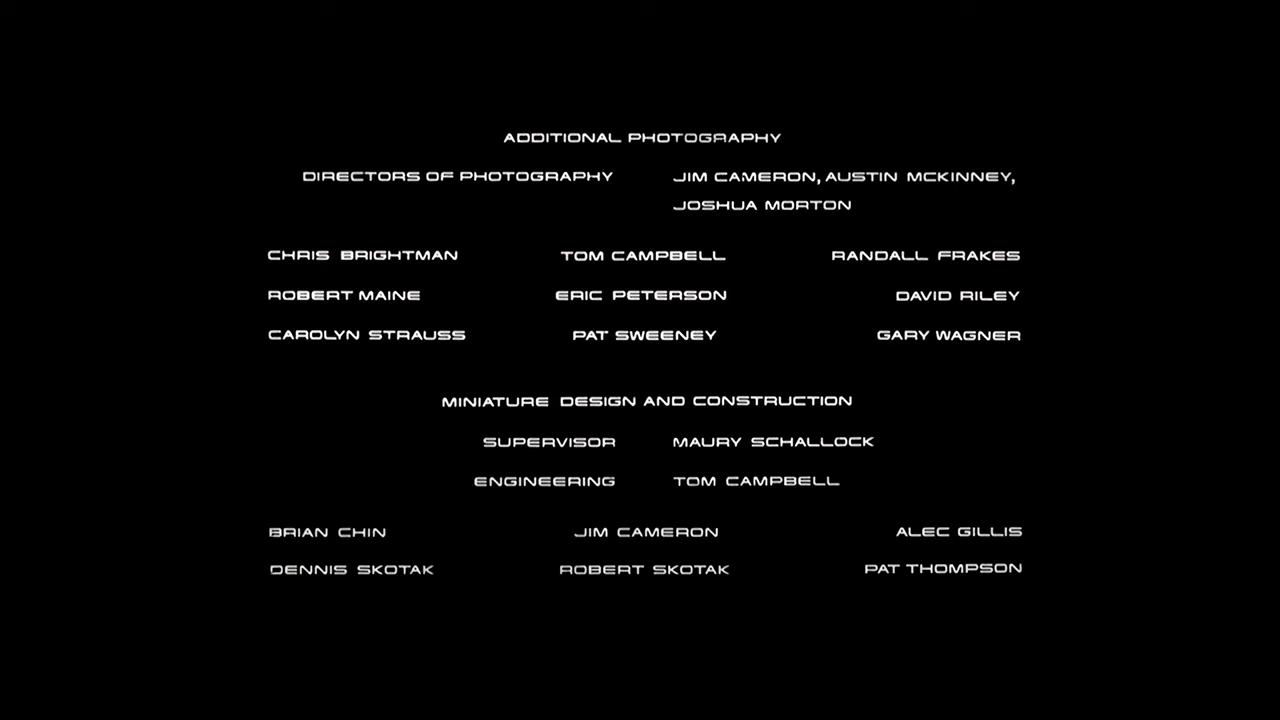 ADDITIONAL PHOTOGRAPHY
DIRECTORS OF PHOTOGRAPHY JIM CAMERON, AUSTIN MCKINNEY,
JOSHUA MORTON
CHRIS BRIGHTMAN TOM CAMPBELL RANDALL FRAKES
ROBERT MAINE ERIC PETERSON DAVID RILEY
CAROLYN STRAUSS PAT SWEENEY GARY WAGNER
MINIATURE DESIGN AND CONSTRUCTION
SUPERVISOR MAURY SCHALLOCK
ENGINEERING TOM CAMPBELL
BRIAN CHIN JIM CAMERON ALEC GILLIS
DENNIS SKOTAK ROBERT SKOTAK PAT THOMPSON